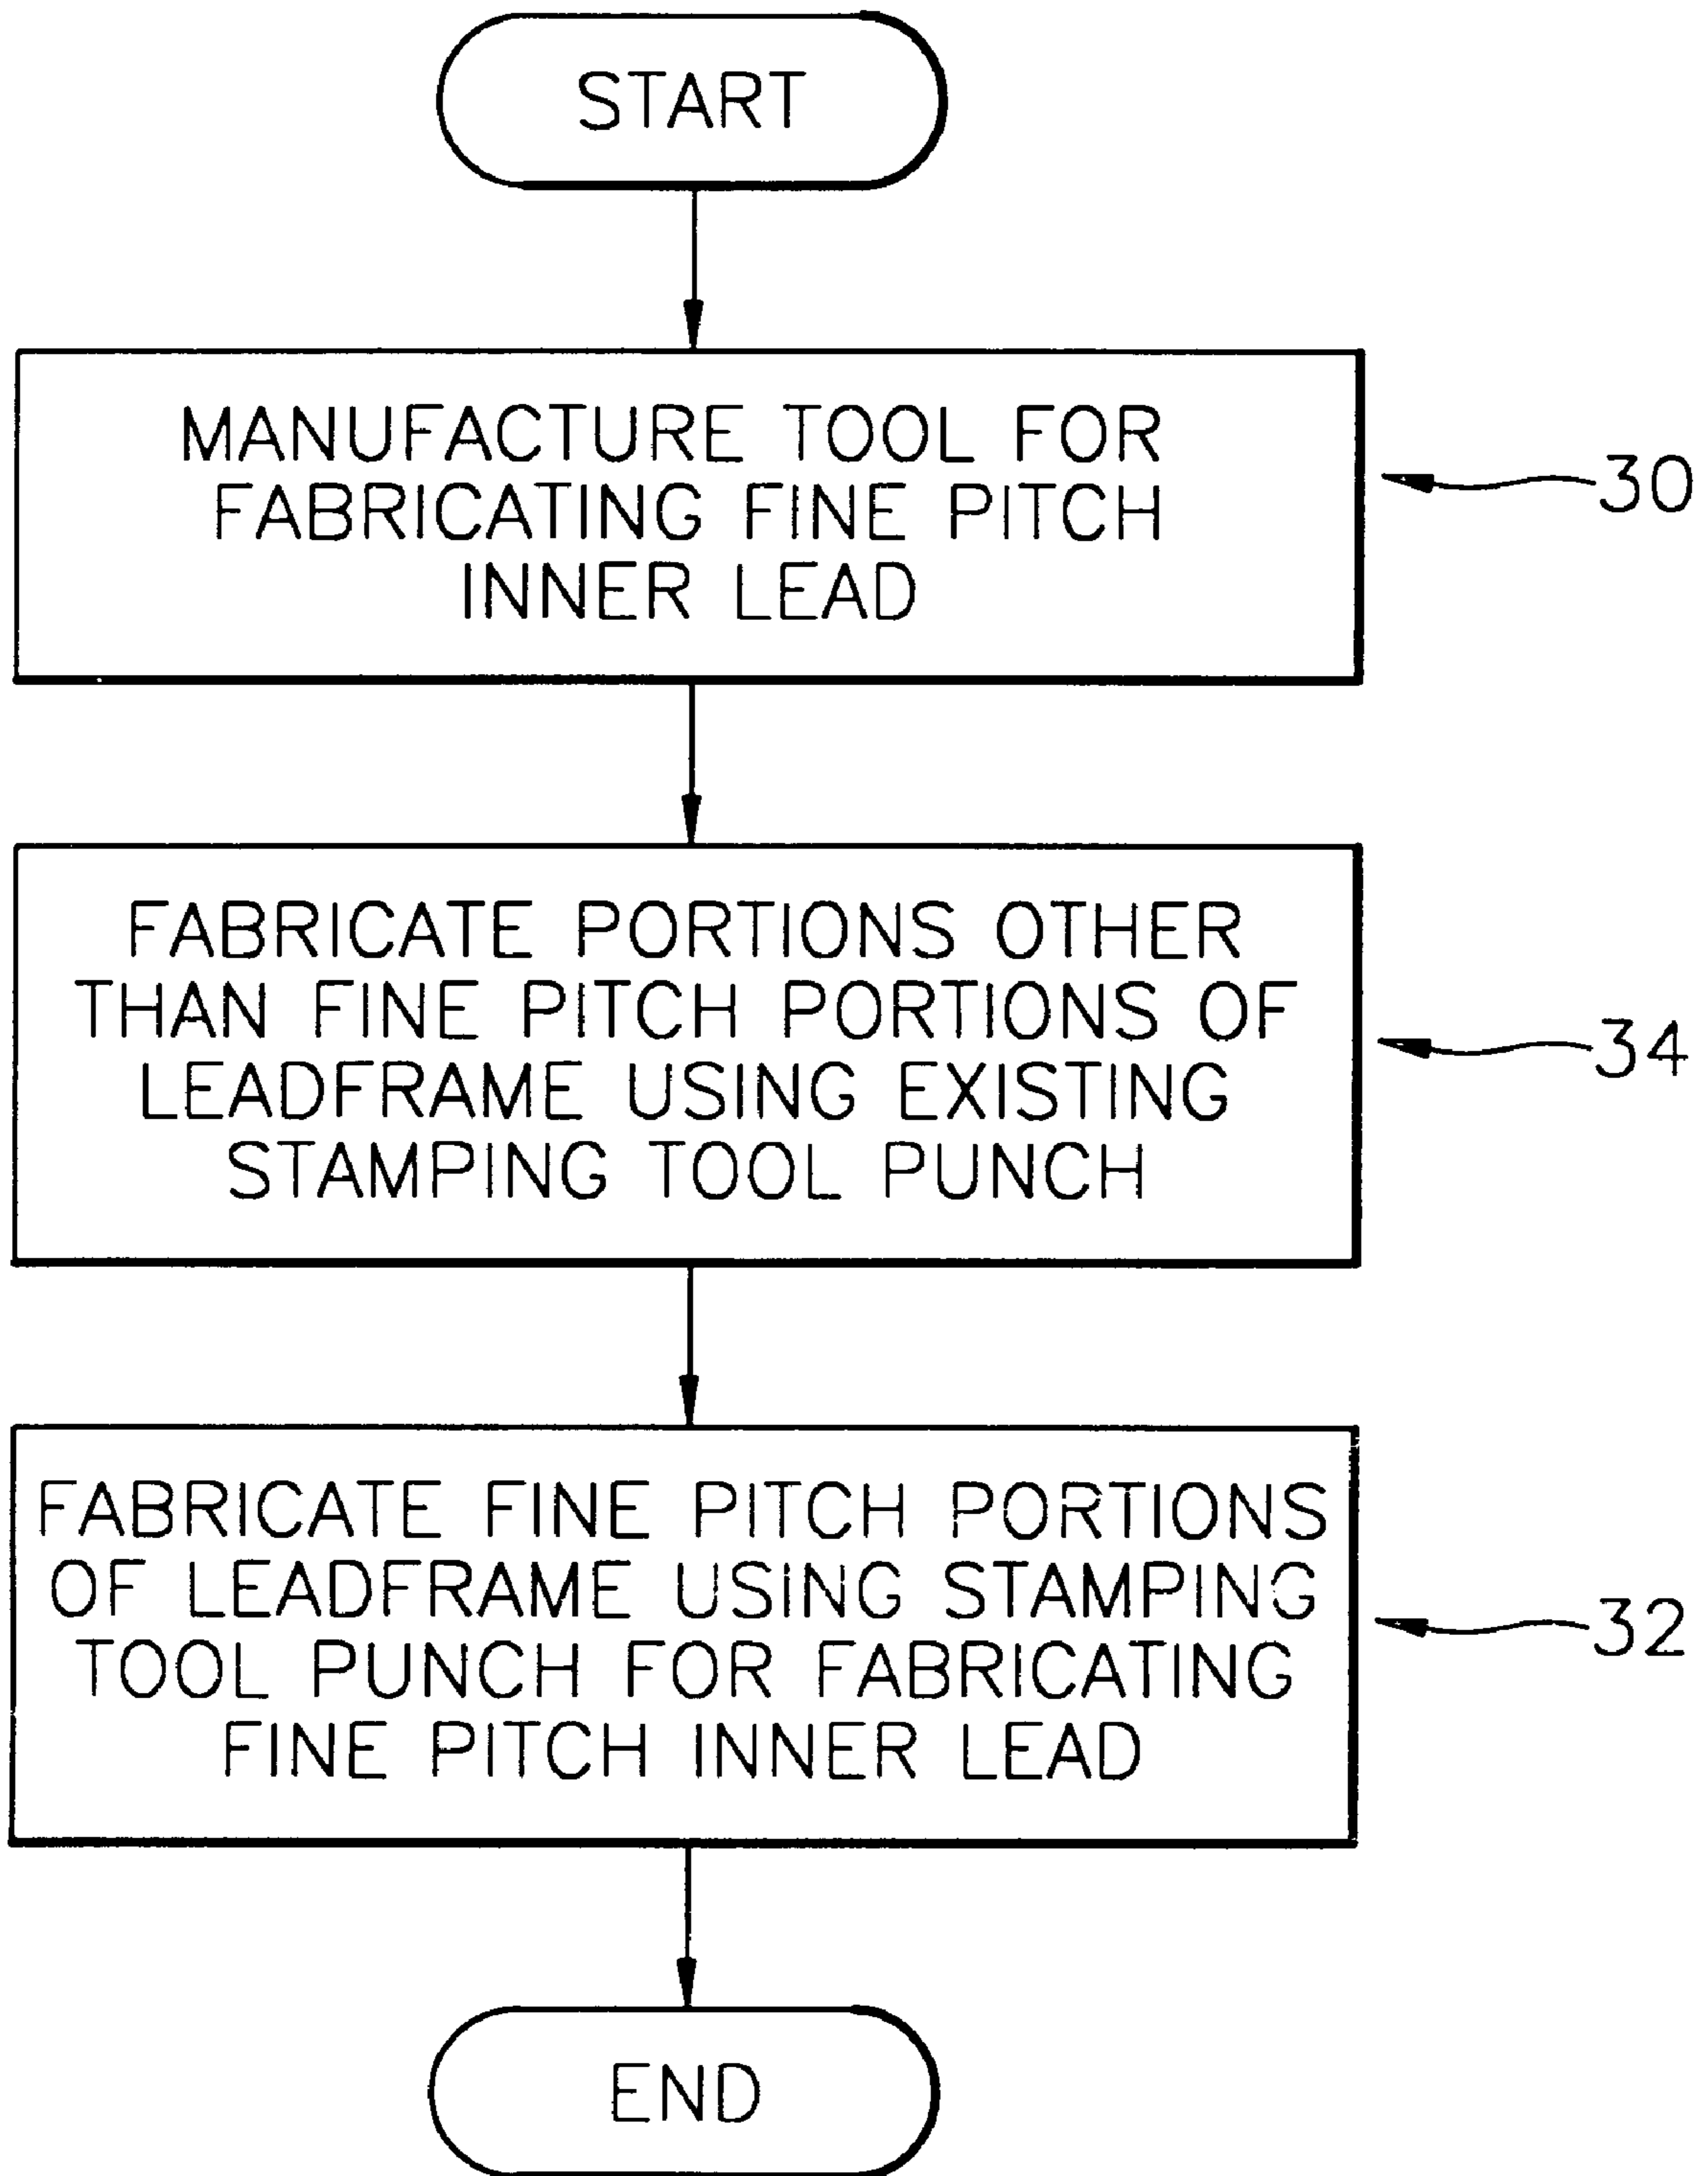 START
MANUFACTURE TOOL FOR
FABRICATING FINE PITCH
INNER LEAD
30
FABRICATE PORTIONS OTHER
THAN FINE PITCH PORTIONS OF
LEADFRAME USING EXISTING
STAMPING TOOL PUNCH
34
FABRICATE FINE PITCH PORTIONS
OF LEADFRAME USING STAMPING
TOOL PUNCH FOR FABRICATING
FINE PITCH INNER LEAD
32
END